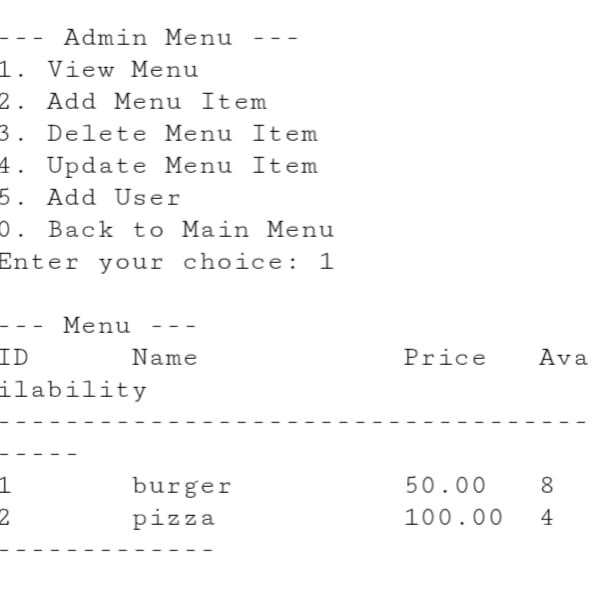 --- Admin Menu ---
1. View Menu
2. Add Menu Item
3. Delete Menu Item
4. Update Menu Item
5. Add User
0. Back to Main Menu
Enter your choice: 1
--- Menu ---
ID Name Price Ava
ilability
-----------------------------------
-----
1 burger 50.00 8
2 pizza 100.00 4
-------------